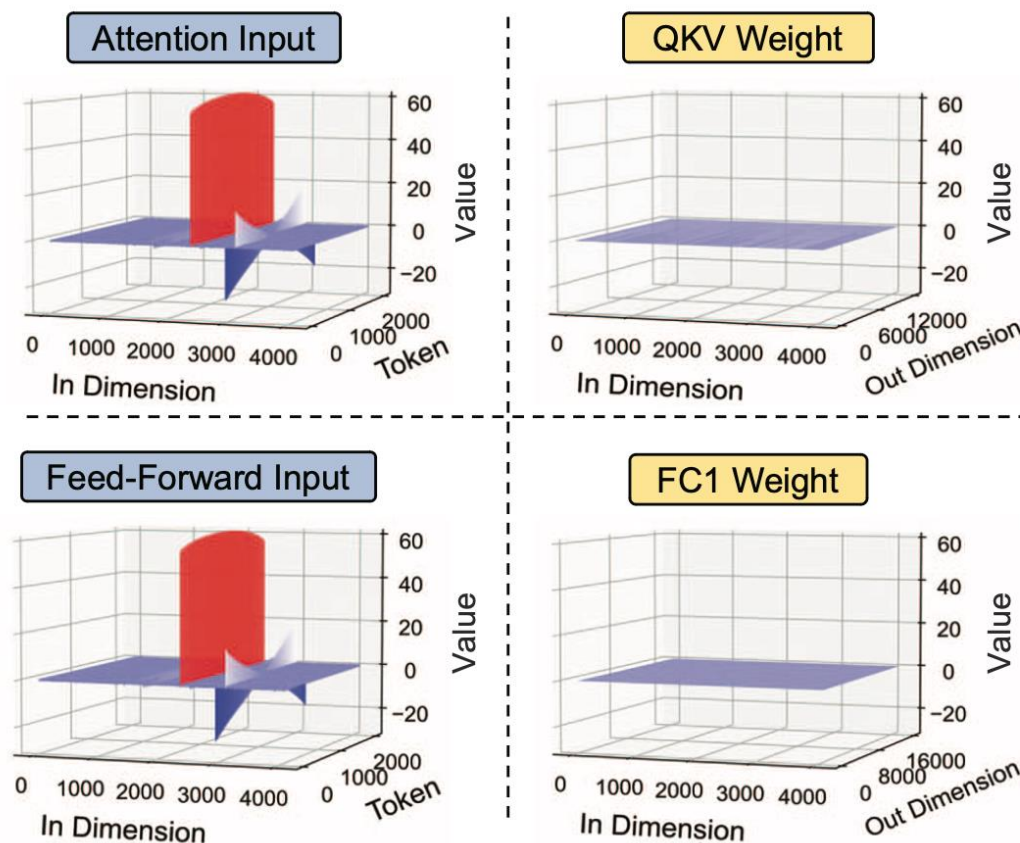 Attention Input
60
40
20
0
−20
Value
0 1000 2000 3000 4000
In Dimension
0 1000 2000
Token
QKV Weight
60
40
20
0
−20
Value
0 1000 2000 3000 4000
In Dimension
0 6000 12000
Out Dimension
Feed-Forward Input
60
40
20
0
−20
Value
0 1000 2000 3000 4000
In Dimension
0 1000 2000
Token
FC1 Weight
60
40
20
0
−20
Value
0 1000 2000 3000 4000
In Dimension
0 8000 16000
Out Dimension